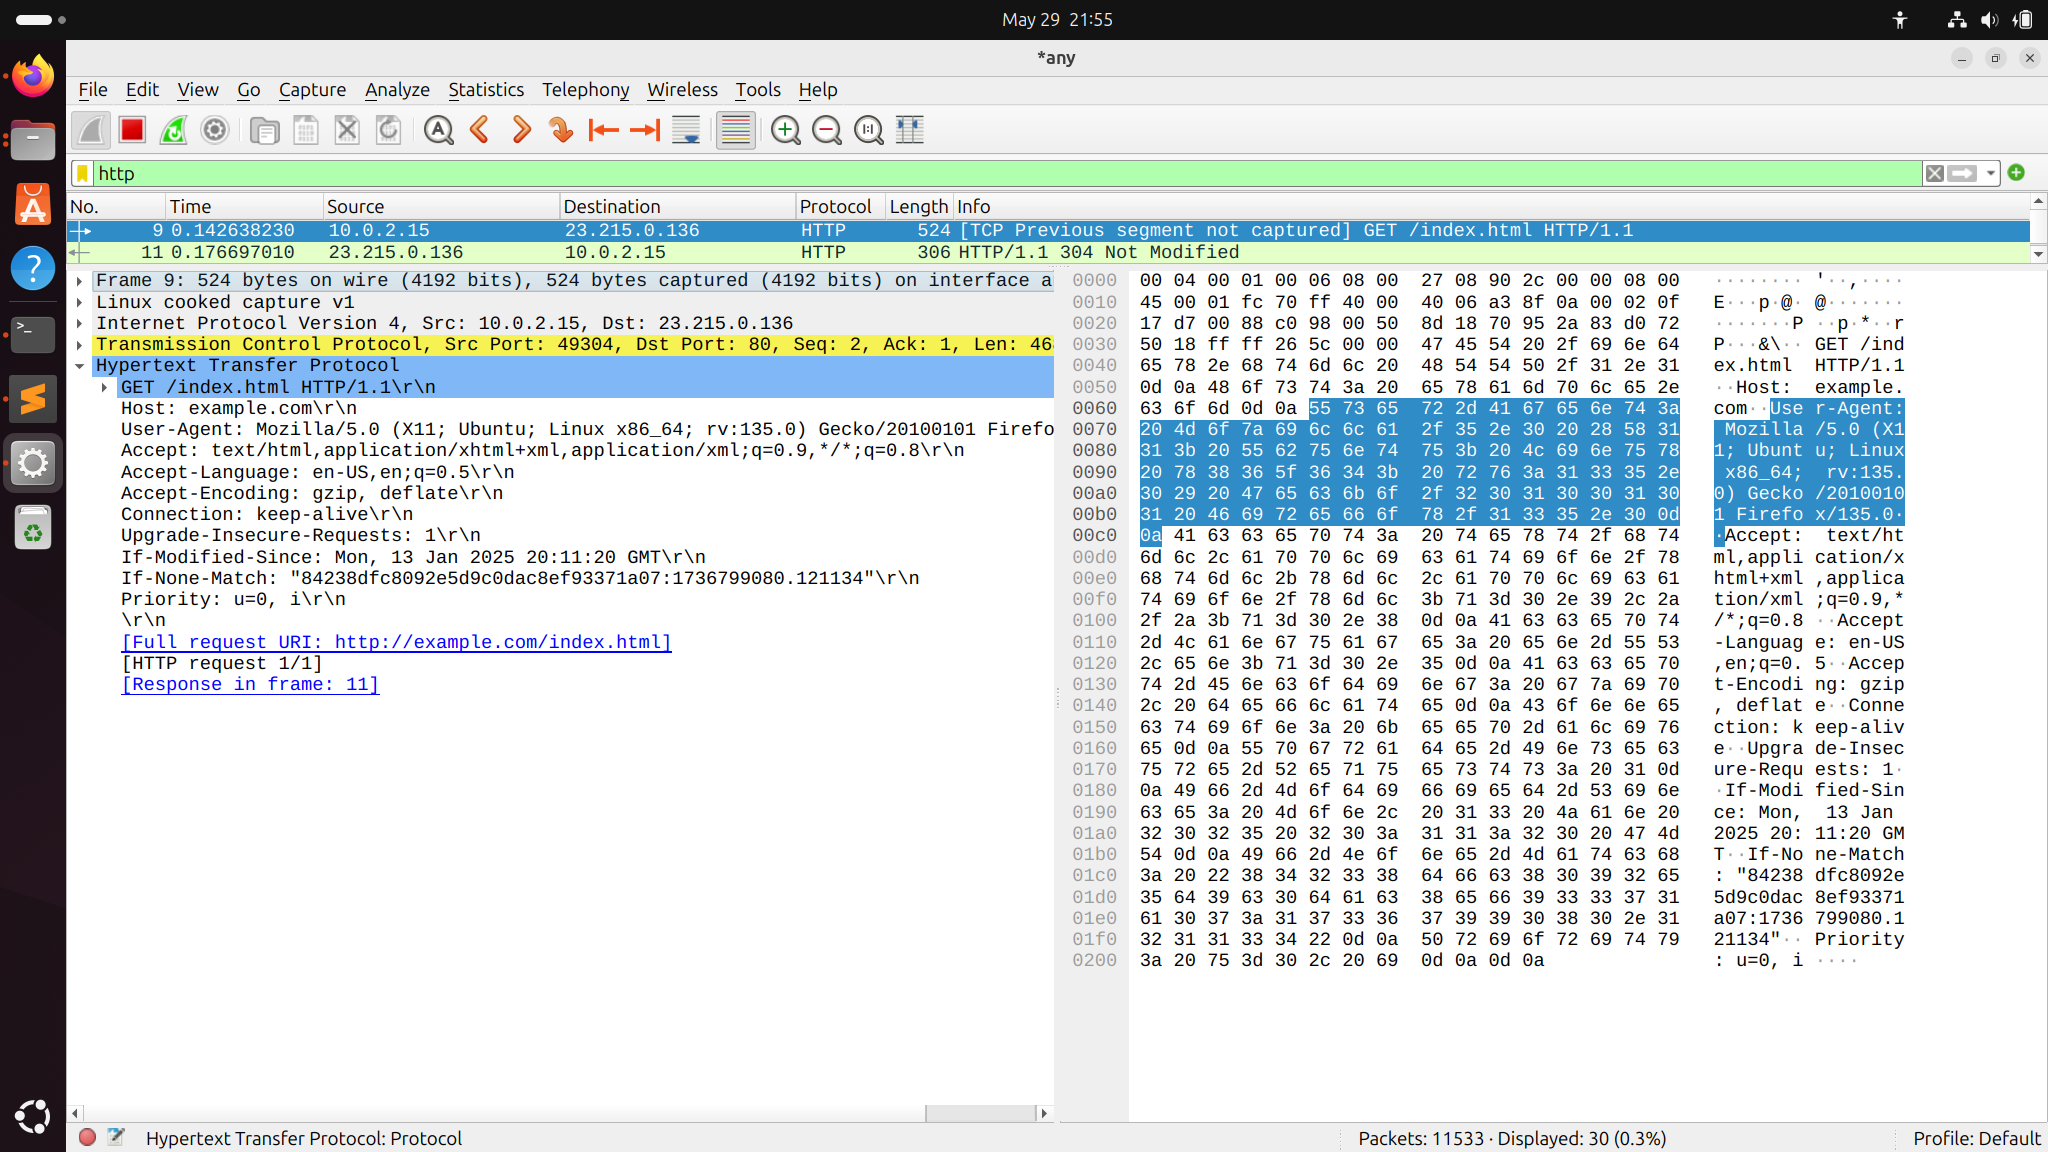 May 29 21:55
*any
File Edit View Go Capture Analyze Statistics Telephony Wireless Tools Help
http
No. Time Source Destination Protocol Length Info
9 0.142638230 10.0.2.15 23.215.0.136 HTTP 524 [TCP Previous segment not captured] GET /index.html HTTP/1.1
11 0.176697010 23.215.0.136 10.0.2.15 HTTP 306 HTTP/1.1 304 Not Modified
Frame 9: 524 bytes on wire (4192 bits), 524 bytes captured (4192 bits) on interface a
Linux cooked capture v1
Internet Protocol Version 4, Src: 10.0.2.15, Dst: 23.215.0.136
Transmission Control Protocol, Src Port: 49304, Dst Port: 80, Seq: 2, Ack: 1, Len: 46
Hypertext Transfer Protocol
GET /index.html HTTP/1.1\r\n
Host: example.com\r\n
User-Agent: Mozilla/5.0 (X11; Ubuntu; Linux x86_64; rv:135.0) Gecko/20100101 Firefo
Accept: text/html,application/xhtml+xml,application/xml;q=0.9,*/*;q=0.8\r\n
Accept-Language: en-US,en;q=0.5\r\n
Accept-Encoding: gzip, deflate\r\n
Connection: keep-alive\r\n
Upgrade-Insecure-Requests: 1\r\n
If-Modified-Since: Mon, 13 Jan 2025 20:11:20 GMT\r\n
If-None-Match: "84238dfc8092e5d9c0dac8ef93371a07:1736799080.121134"\r\n
Priority: u=0, i\r\n
\r\n
[Full request URI: http://example.com/index.html]
[HTTP request 1/1]
[Response in frame: 11]
0000 00 04 00 01 00 06 08 00 27 08 90 2c 00 00 08 00 ········ '··,····
0010 45 00 01 fc 70 ff 40 00 40 06 a3 8f 0a 00 02 0f E···p·@· @·······
0020 17 d7 00 88 c0 98 00 50 8d 18 70 95 2a 83 d0 72 ·······P ··p·*··r
0030 50 18 ff ff 26 5c 00 00 47 45 54 20 2f 69 6e 64 P···&\·· GET /ind
0040 65 78 2e 68 74 6d 6c 20 48 54 54 50 2f 31 2e 31 ex.html HTTP/1.1
0050 0d 0a 48 6f 73 74 3a 20 65 78 61 6d 70 6c 65 2e ··Host: example.
0060 63 6f 6d 0d 0a 55 73 65 72 2d 41 67 65 6e 74 3a com··Use r-Agent:
0070 20 4d 6f 7a 69 6c 6c 61 2f 35 2e 30 20 28 58 31 Mozilla /5.0 (X1
0080 31 3b 20 55 62 75 6e 74 75 3b 20 4c 69 6e 75 78 1; Ubunt u; Linux
0090 20 78 38 36 5f 36 34 3b 20 72 76 3a 31 33 35 2e x86_64; rv:135.
00a0 30 29 20 47 65 63 6b 6f 2f 32 30 31 30 30 31 30 0) Gecko /2010010
00b0 31 20 46 69 72 65 66 6f 78 2f 31 33 35 2e 30 0d 1 Firefo x/135.0·
00c0 0a 41 63 63 65 70 74 3a 20 74 65 78 74 2f 68 74 ·Accept: text/ht
00d0 6d 6c 2c 61 70 70 6c 69 63 61 74 69 6f 6e 2f 78 ml,appli cation/x
00e0 68 74 6d 6c 2b 78 6d 6c 2c 61 70 70 6c 69 63 61 html+xml ,applica
00f0 74 69 6f 6e 2f 78 6d 6c 3b 71 3d 30 2e 39 2c 2a tion/xml ;q=0.9,*
0100 2f 2a 3b 71 3d 30 2e 38 0d 0a 41 63 63 65 70 74 /*;q=0.8 ··Accept
0110 2d 4c 61 6e 67 75 61 67 65 3a 20 65 6e 2d 55 53 -Languag e: en-US
0120 2c 65 6e 3b 71 3d 30 2e 35 0d 0a 41 63 63 65 70 ,en;q=0. 5··Accep
0130 74 2d 45 6e 63 6f 64 69 6e 67 3a 20 67 7a 69 70 t-Encodi ng: gzip
0140 2c 20 64 65 66 6c 61 74 65 0d 0a 43 6f 6e 6e 65 , deflat e··Conne
0150 63 74 69 6f 6e 3a 20 6b 65 65 70 2d 61 6c 69 76 ction: k eep-aliv
0160 65 0d 0a 55 70 67 72 61 64 65 2d 49 6e 73 65 63 e··Upgra de-Insec
0170 75 72 65 2d 52 65 71 75 65 73 74 73 3a 20 31 0d ure-Requ ests: 1·
0180 0a 49 66 2d 4d 6f 64 69 66 69 65 64 2d 53 69 6e ·If-Modi fied-Sin
0190 63 65 3a 20 4d 6f 6e 2c 20 31 33 20 4a 61 6e 20 ce: Mon, 13 Jan
01a0 32 30 32 35 20 32 30 3a 31 31 3a 32 30 20 47 4d 2025 20: 11:20 GM
01b0 54 0d 0a 49 66 2d 4e 6f 6e 65 2d 4d 61 74 63 68 T··If-No ne-Match
01c0 3a 20 22 38 34 32 33 38 64 66 63 38 30 39 32 65 : "84238 dfc8092e
01d0 35 64 39 63 30 64 61 63 38 65 66 39 33 33 37 31 5d9c0dac 8ef93371
01e0 61 30 37 3a 31 37 33 36 37 39 39 30 38 30 2e 31 a07:1736 799080.1
01f0 32 31 31 33 34 22 0d 0a 50 72 69 6f 72 69 74 79 21134"·· Priority
0200 3a 20 75 3d 30 2c 20 69 0d 0a 0d 0a : u=0, i ····
Hypertext Transfer Protocol: Protocol
Packets: 11533 · Displayed: 30 (0.3%)
Profile: Default